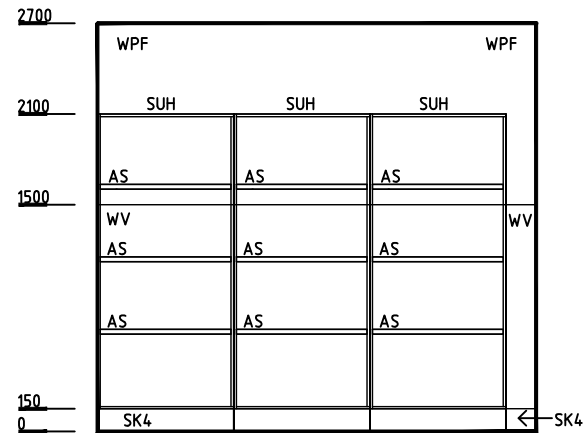 2700
WPF WPF
2100
SUH SUH SUH
AS AS AS
1500
WV WV
AS AS AS
AS AS AS
150
0
SK4 SK4